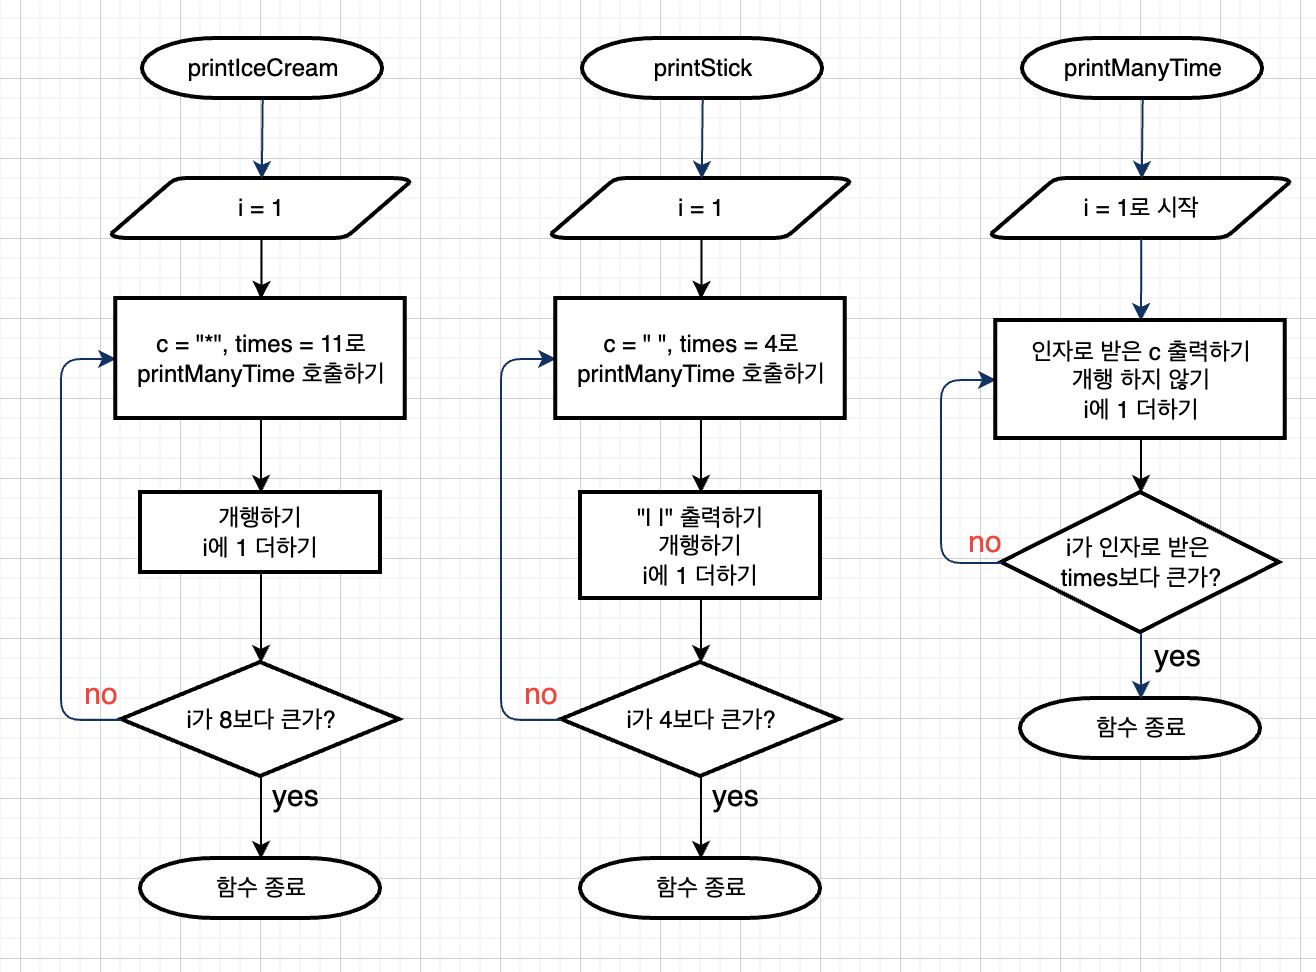 printIceCream
i = 1
c = "*", times = 11로
printManyTime 호출하기
개행하기
i에 1 더하기
no
i가 8보다 큰가?
yes
함수 종료
printStick
i = 1
c = " ", times = 4로
printManyTime 호출하기
"I I" 출력하기
개행하기
i에 1 더하기
no
i가 4보다 큰가?
yes
함수 종료
printManyTime
i = 1로 시작
인자로 받은 c 출력하기
개행 하지 않기
i에 1 더하기
no
i가 인자로 받은
times보다 큰가?
yes
함수 종료